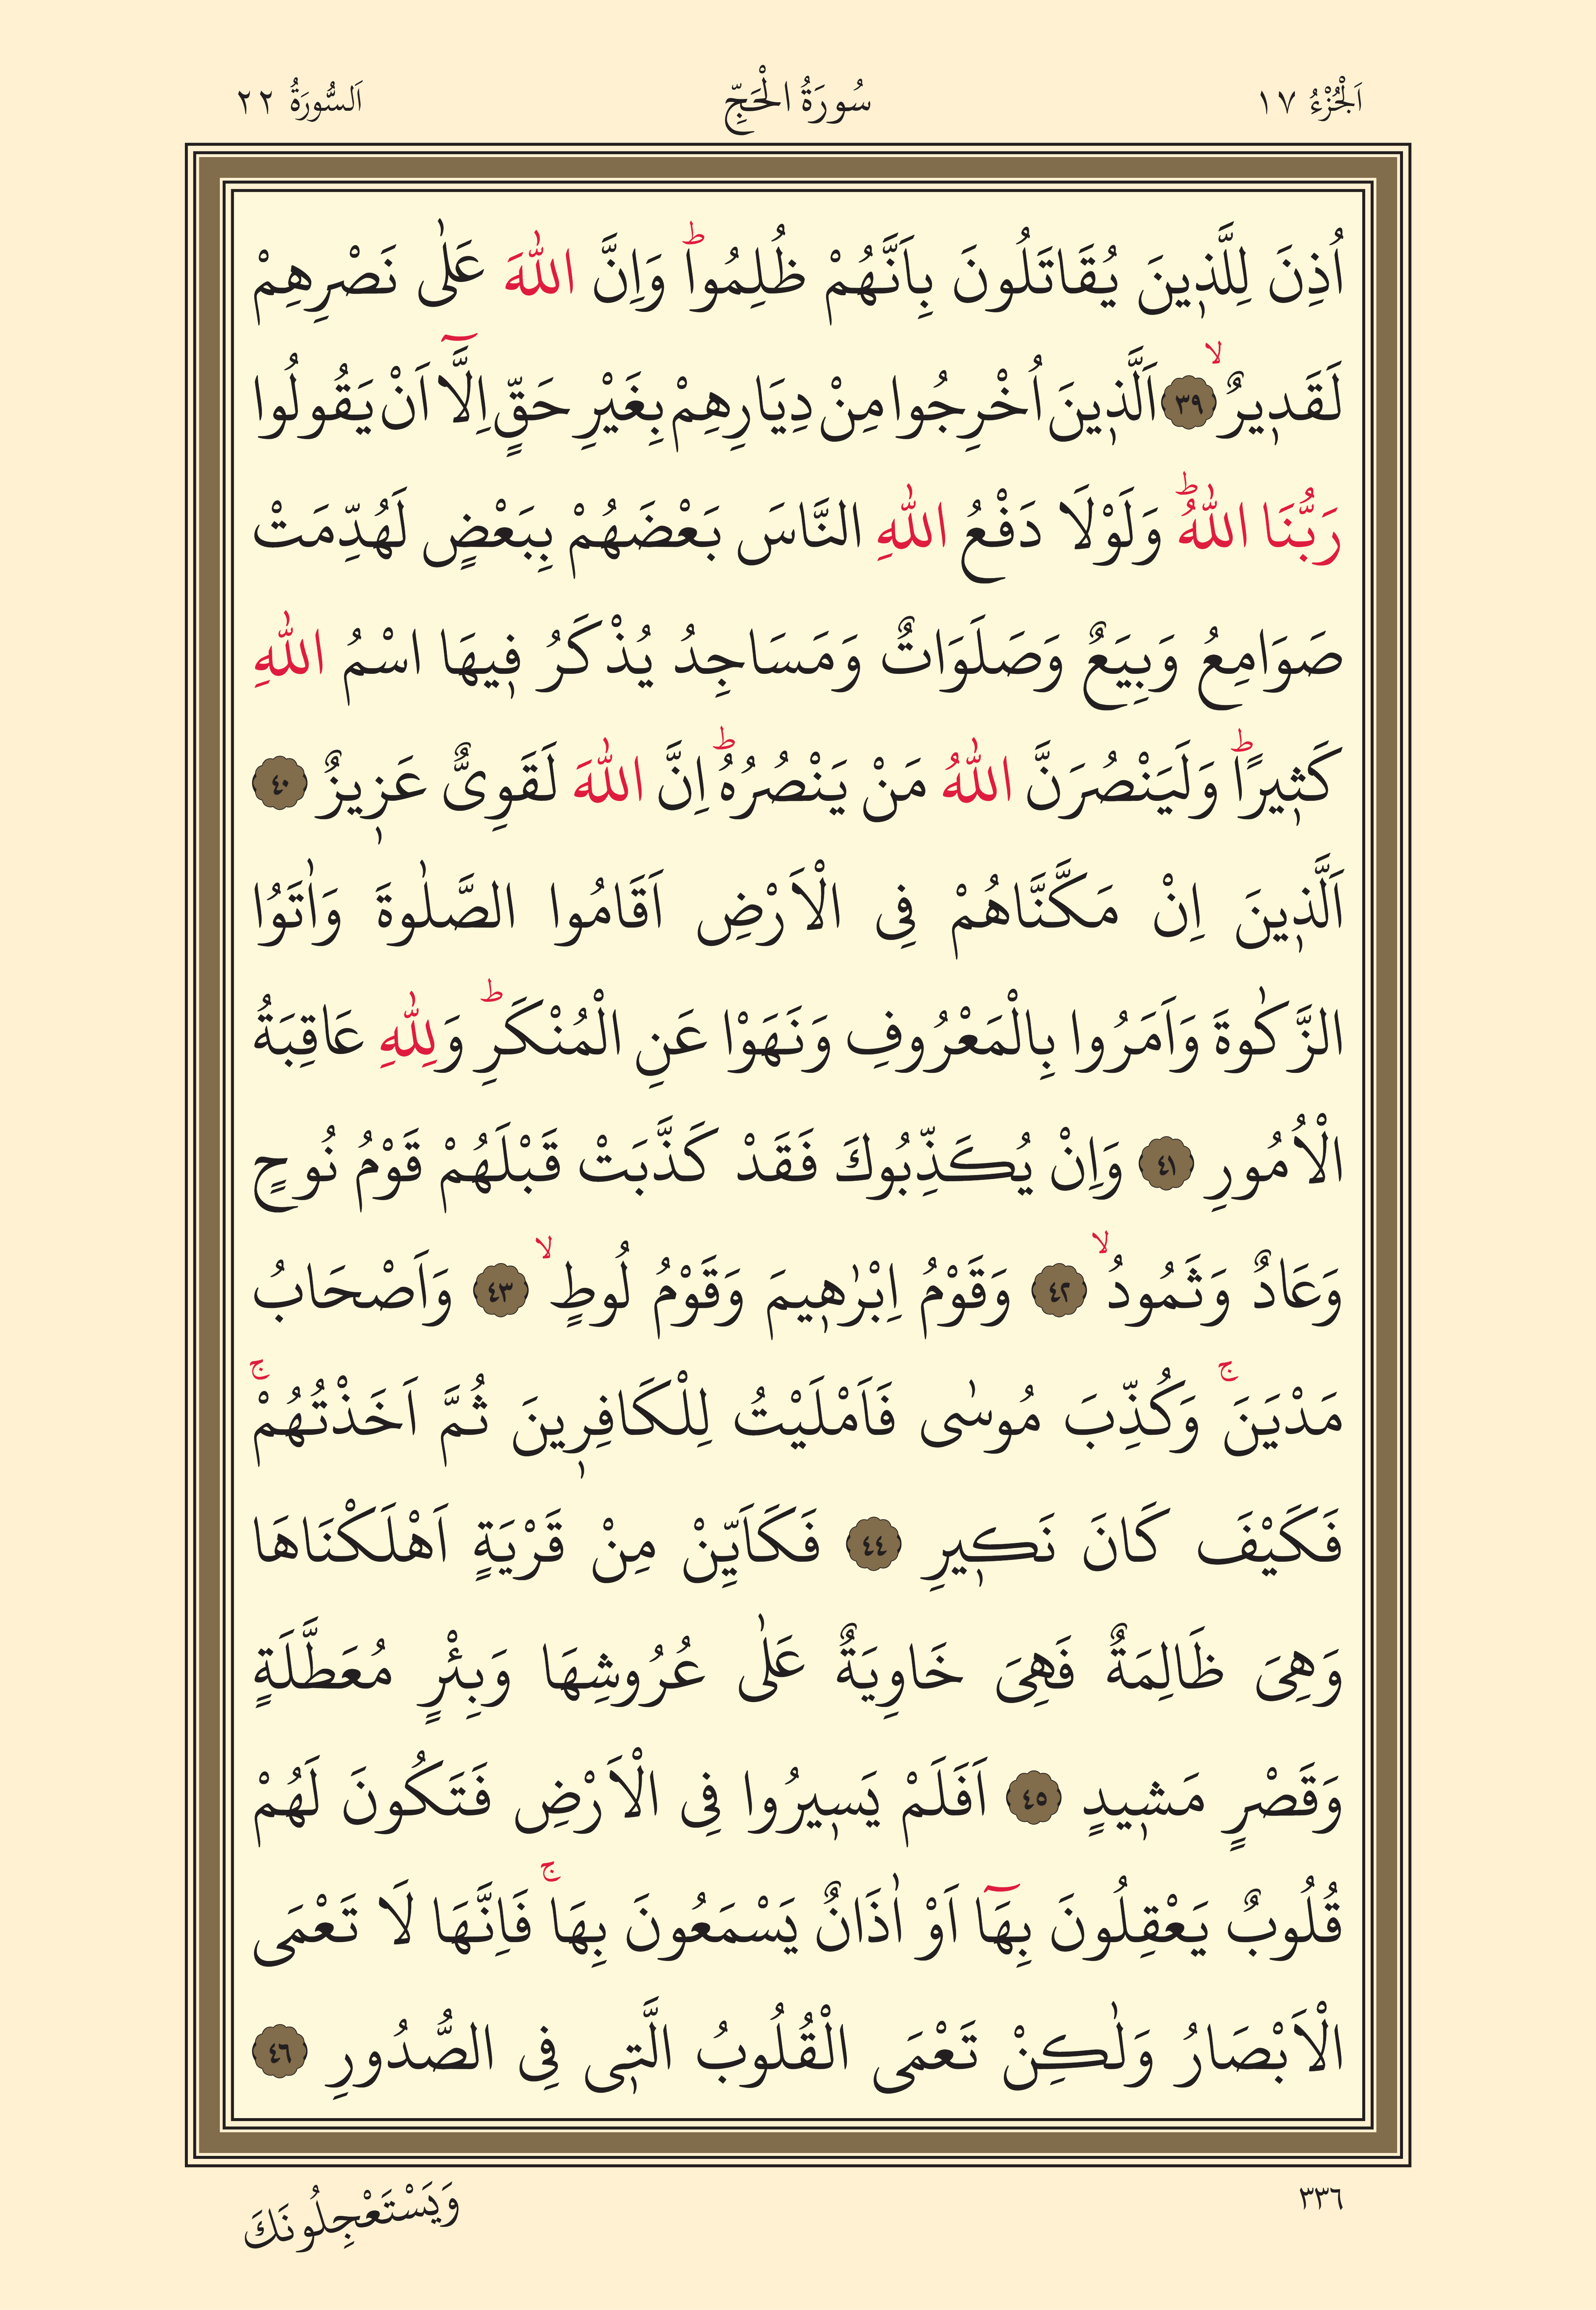 اَلْجُزْءُ ١٧
سُورَةُ الْحَجِّ
اَلسُّورَةُ ٢٢
اُذِنَ لِلَّذ۪ينَ يُقَاتَلُونَ بِاَنَّهُمْ ظُلِمُواۜ وَاِنَّ اللّٰهَ عَلٰى نَصْرِهِمْ
لَقَد۪يرٌۙ ﴿٣٩﴾ اَلَّذ۪ينَ اُخْرِجُوا مِنْ دِيَارِهِمْ بِغَيْرِ حَقٍّ اِلَّٓا اَنْ يَقُولُوا
رَبُّنَا اللّٰهُۜ وَلَوْلَا دَفْعُ اللّٰهِ النَّاسَ بَعْضَهُمْ بِبَعْضٍ لَهُدِّمَتْ
صَوَامِعُ وَبِيَعٌ وَصَلَوَاتٌ وَمَسَاجِدُ يُذْكَرُ ف۪يهَا اسْمُ اللّٰهِ
كَث۪يرًاۜ وَلَيَنْصُرَنَّ اللّٰهُ مَنْ يَنْصُرُهُۜ اِنَّ اللّٰهَ لَقَوِىٌّ عَز۪يزٌ ﴿٤٠﴾
اَلَّذ۪ينَ اِنْ مَكَّنَّاهُمْ فِى الْاَرْضِ اَقَامُوا الصَّلٰوةَ وَاٰتَوُا
الزَّكٰوةَ وَاَمَرُوا بِالْمَعْرُوفِ وَنَهَوْا عَنِ الْمُنْكَرِۜ وَلِلّٰهِ عَاقِبَةُ
الْاُمُورِ ﴿٤١﴾ وَاِنْ يُكَذِّبُوكَ فَقَدْ كَذَّبَتْ قَبْلَهُمْ قَوْمُ نُوحٍ
وَعَادٌ وَثَمُودُۙ ﴿٤٢﴾ وَقَوْمُ اِبْرٰه۪يمَ وَقَوْمُ لُوطٍۙ ﴿٤٣﴾ وَاَصْحَابُ
مَدْيَنَۚ وَكُذِّبَ مُوسٰى فَاَمْلَيْتُ لِلْكَافِر۪ينَ ثُمَّ اَخَذْتُهُمْۚ
فَكَيْفَ كَانَ نَك۪يرِ ﴿٤٤﴾ فَكَاَيِّنْ مِنْ قَرْيَةٍ اَهْلَكْنَاهَا
وَهِىَ ظَالِمَةٌ فَهِىَ خَاوِيَةٌ عَلٰى عُرُوشِهَا وَبِئْرٍ مُعَطَّلَةٍ
وَقَصْرٍ مَش۪يدٍ ﴿٤٥﴾ اَفَلَمْ يَس۪يرُوا فِى الْاَرْضِ فَتَكُونَ لَهُمْ
قُلُوبٌ يَعْقِلُونَ بِهَٓا اَوْ اٰذَانٌ يَسْمَعُونَ بِهَاۚ فَاِنَّهَا لَا تَعْمَى
الْاَبْصَارُ وَلٰكِنْ تَعْمَى الْقُلُوبُ الَّت۪ى فِى الصُّدُورِ ﴿٤٦﴾
٣٣٦
وَيَسْتَعْجِلُونَكَ